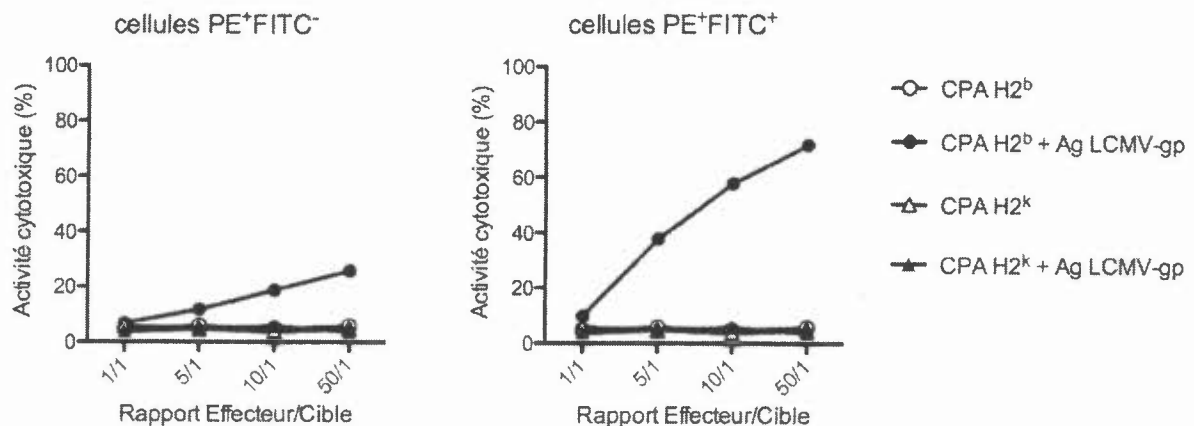 cellules PE⁺FITC⁻
cellules PE⁺FITC⁺
Activité cytotoxique (%)
100
80
60
40
20
0
1/1
5/1
10/1
50/1
Rapport Effecteur/Cible
Activité cytotoxique (%)
100
80
60
40
20
0
1/1
5/1
10/1
50/1
Rapport Effecteur/Cible
CPA H2ᵇ
CPA H2ᵇ + Ag LCMV-gp
CPA H2ᵏ
CPA H2ᵏ + Ag LCMV-gp